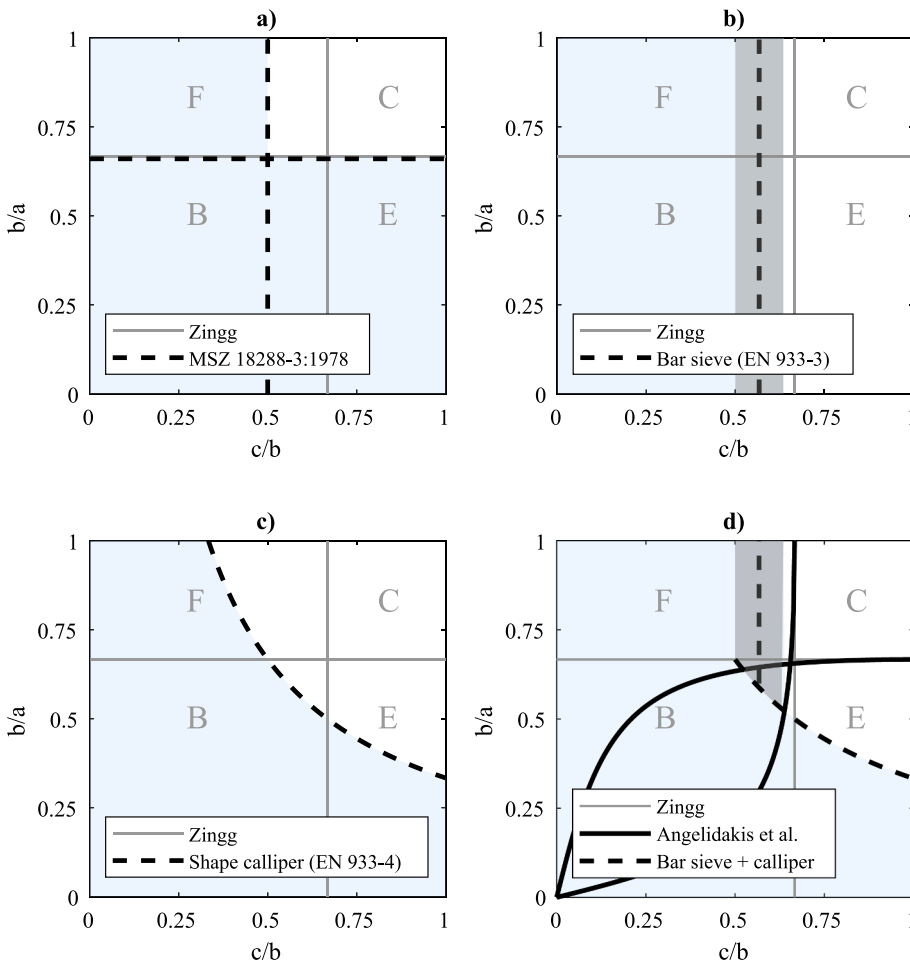 a)
1
0.75
0.5
0.25
0
b/a
F
C
B
E
Zingg
MSZ 18288-3:1978
0
0.25
0.5
0.75
1
c/b
b)
1
0.75
0.5
0.25
0
b/a
F
C
B
E
Zingg
Bar sieve (EN 933-3)
0
0.25
0.5
0.75
1
c/b
c)
1
0.75
0.5
0.25
0
b/a
F
C
B
E
Zingg
Shape calliper (EN 933-4)
0
0.25
0.5
0.75
1
c/b
d)
1
0.75
0.5
0.25
0
b/a
F
C
B
E
Zingg
Angelidakis et al.
Bar sieve + calliper
0
0.25
0.5
0.75
1
c/b